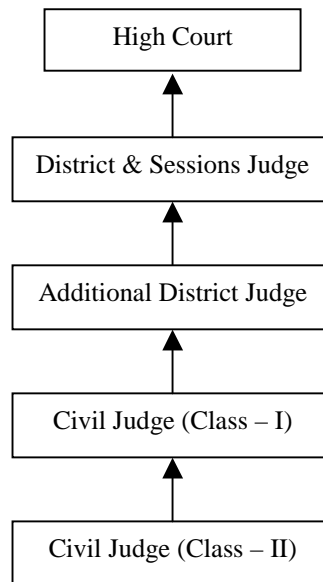 High Court
District & Sessions Judge
Additional District Judge
Civil Judge (Class – I)
Civil Judge (Class – II)